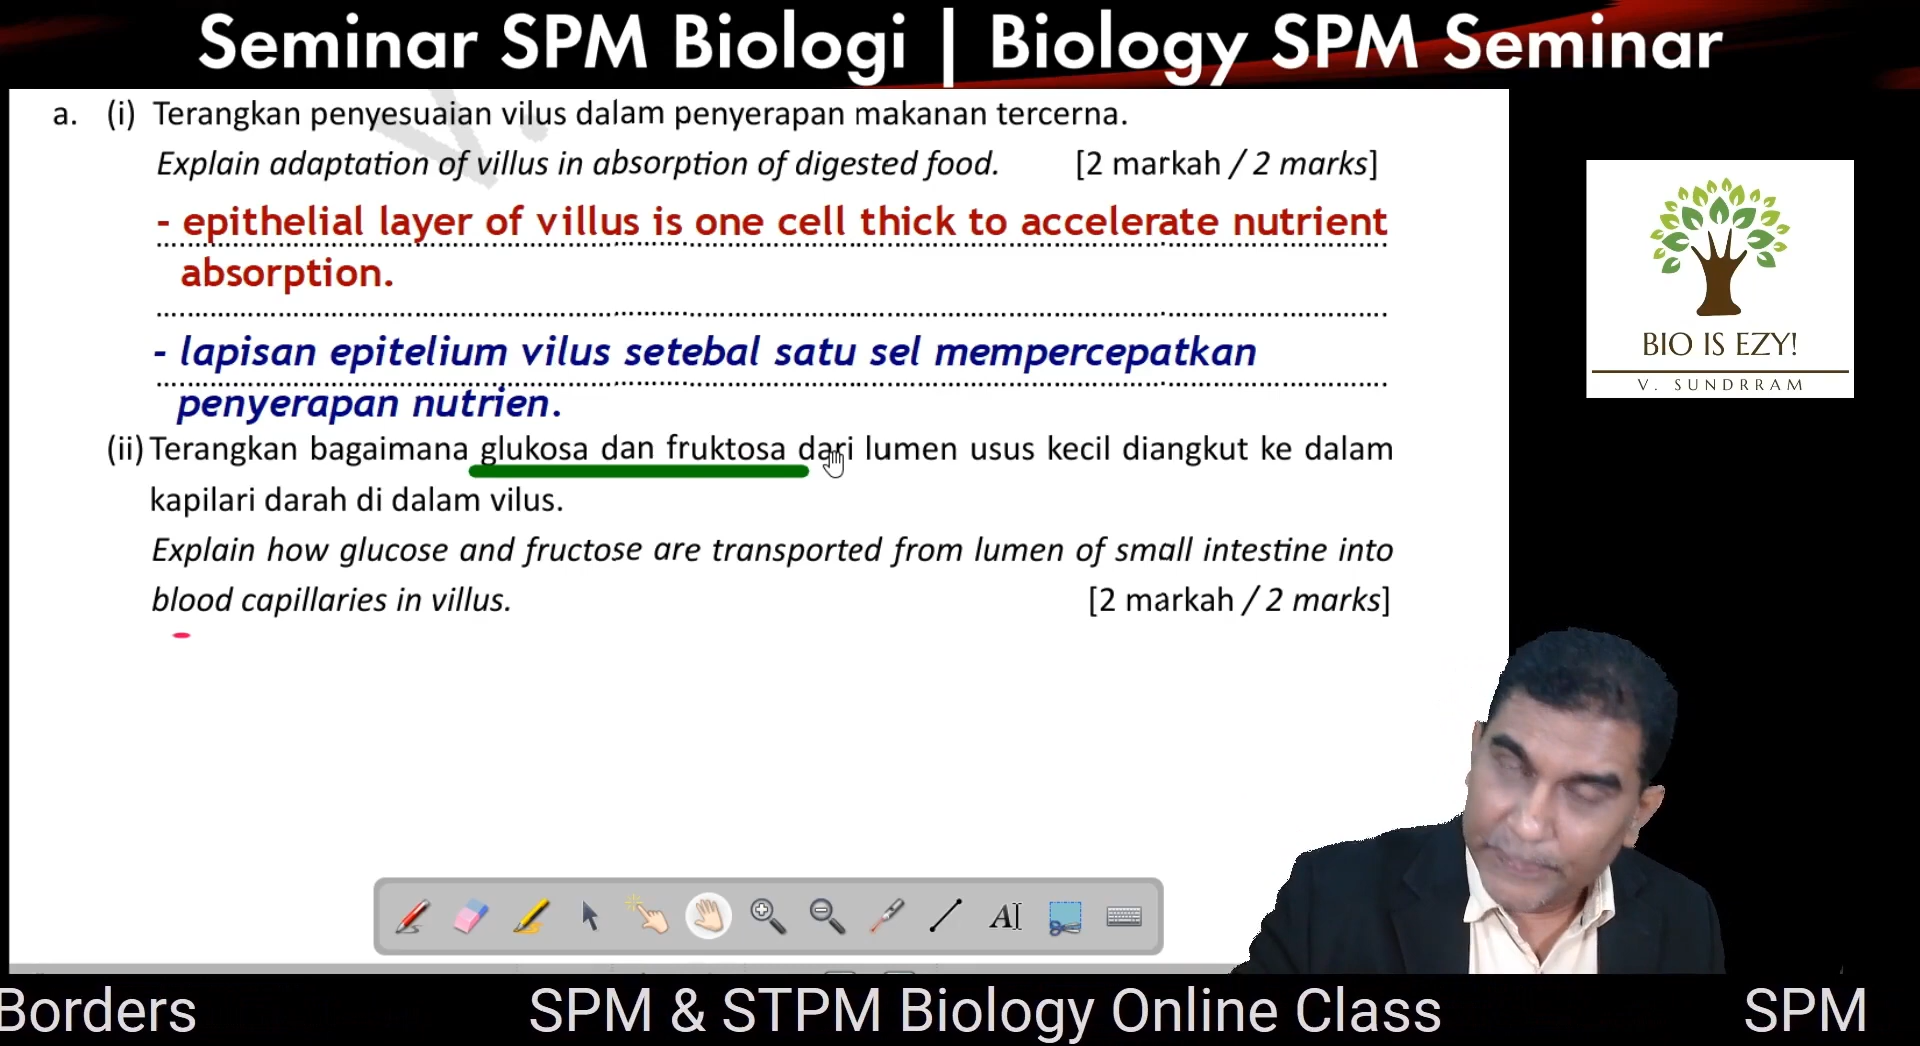 Seminar SPM Biologi | Biology SPM Seminar
a. (i) Terangkan penyesuaian vilus dalam penyerapan makanan tercerna.
Explain adaptation of villus in absorption of digested food. [2 markah / 2 marks]
- epithelial layer of villus is one cell thick to accelerate nutrient
absorption.
- lapisan epitelium vilus setebal satu sel mempercepatkan
penyerapan nutrien.
(ii) Terangkan bagaimana glukosa dan fruktosa dari lumen usus kecil diangkut ke dalam
kapilari darah di dalam vilus.
Explain how glucose and fructose are transported from lumen of small intestine into
blood capillaries in villus. [2 markah / 2 marks]
BIO IS EZY!
V. SUNDRRAM
AI
Borders SPM & STPM Biology Online Class SPM